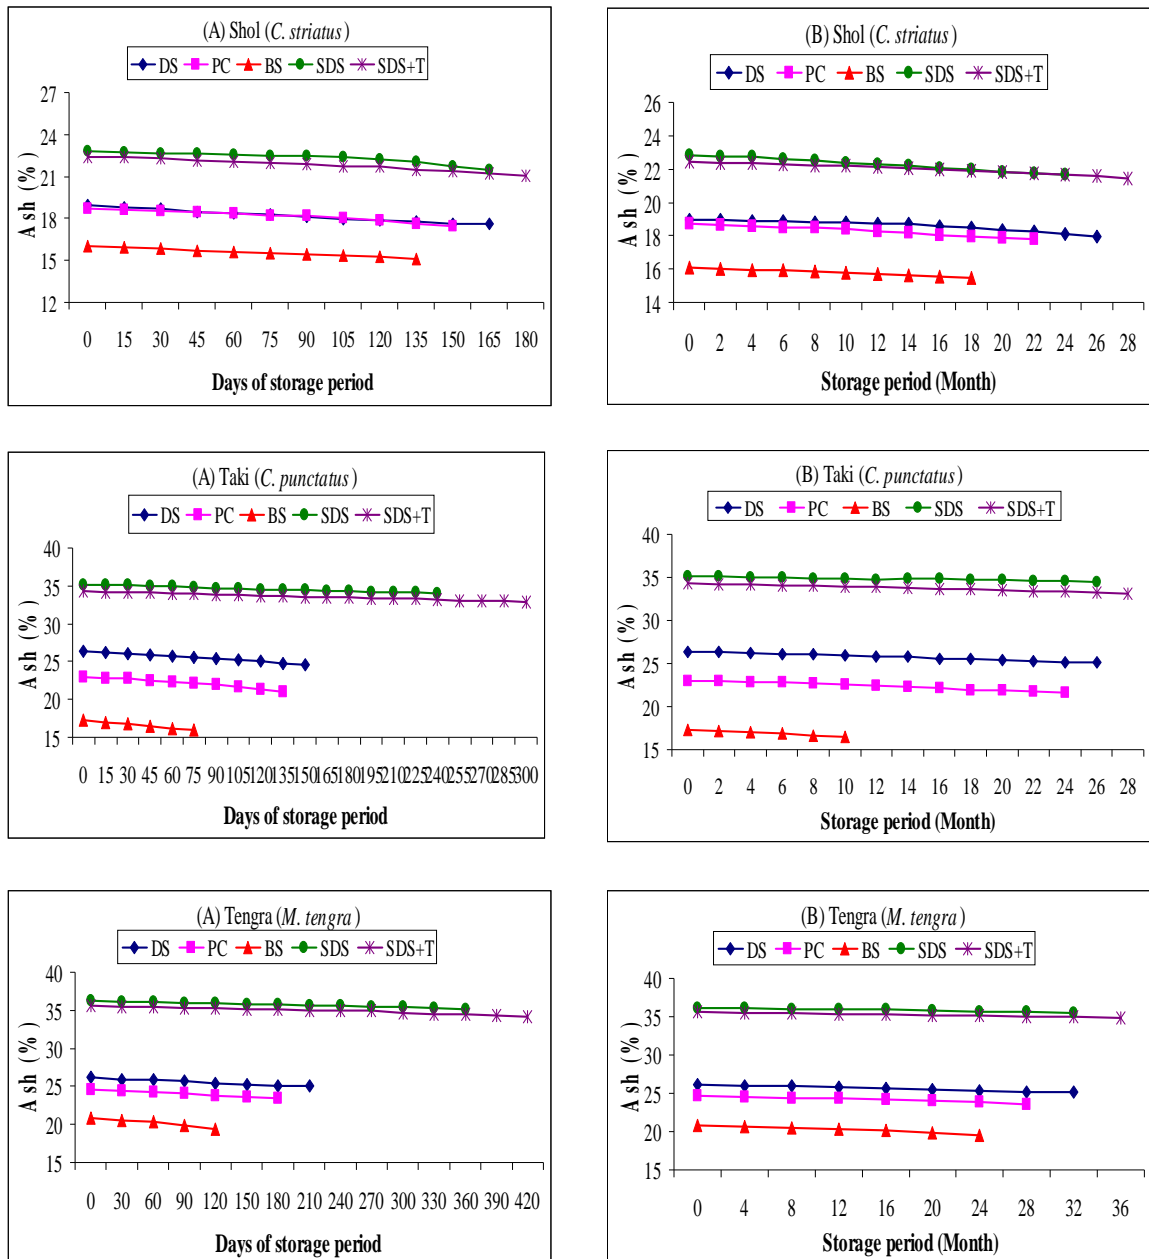 (A) Shol (C. striatus)
DS PC BS SDS SDS+T
27
24
21
18
15
12
Ash (%)
0 15 30 45 60 75 90 105 120 135 150 165 180
Days of storage period
(B) Shol (C. striatus)
DS PC BS SDS SDS+T
26
24
22
20
18
16
14
Ash (%)
0 2 4 6 8 10 12 14 16 18 20 22 24 26 28
Storage period (Month)
(A) Taki (C. punctatus)
DS PC BS SDS SDS+T
40
35
30
25
20
15
Ash (%)
0 15 30 45 60 75 90 105 120 135 150 165 180 195 210 225 240 255 270 285 300
Days of storage period
(B) Taki (C. punctatus)
DS PC BS SDS SDS+T
40
35
30
25
20
15
Ash (%)
0 2 4 6 8 10 12 14 16 18 20 22 24 26 28
Storage period (Month)
(A) Tengra (M. tengra)
DS PC BS SDS SDS+T
40
35
30
25
20
15
Ash (%)
0 30 60 90 120 150 180 210 240 270 300 330 360 390 420
Days of storage period
(B) Tengra (M. tengra)
DS PC BS SDS SDS+T
40
35
30
25
20
15
Ash (%)
0 4 8 12 16 20 24 28 32 36
Storage period (Month)